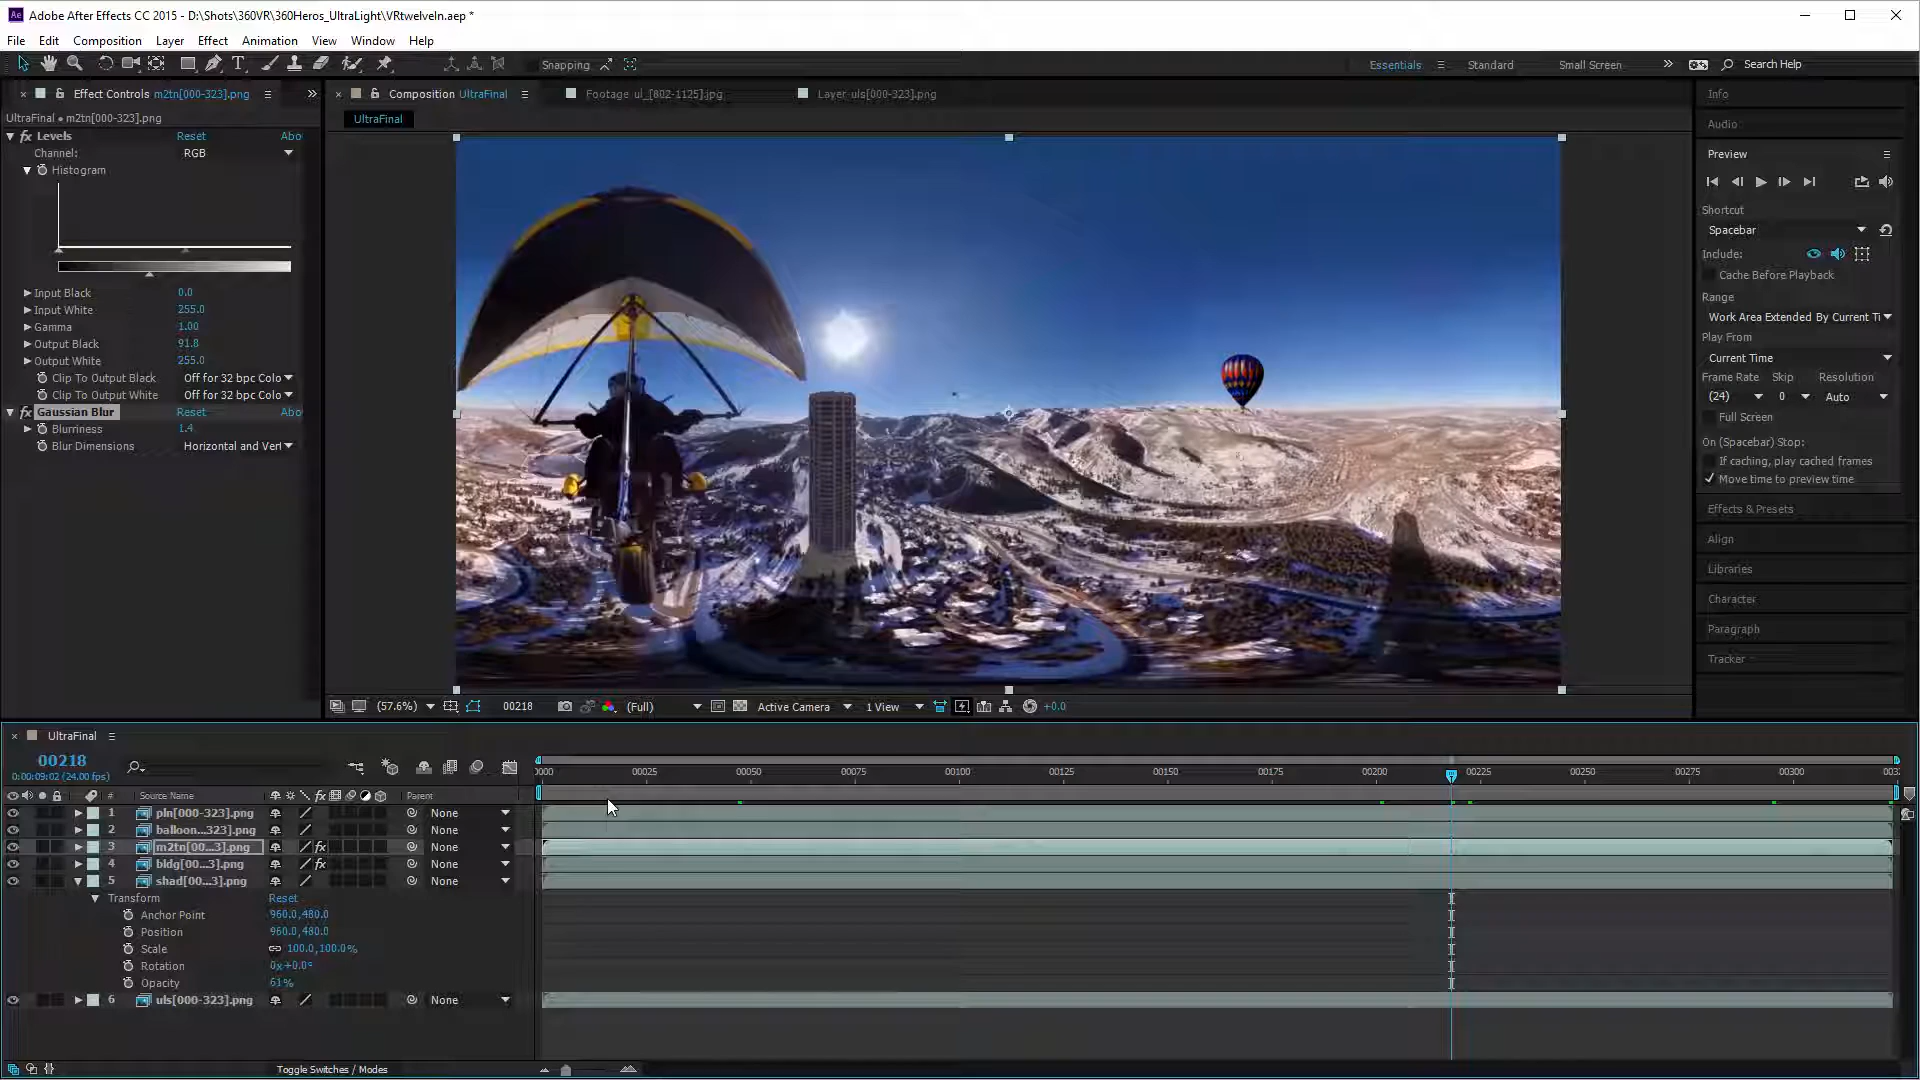 Adobe After Effects CC 2015 - D:\Shots\360VR\360Heros_UltraLight\VRtwelveIn.aep *
File Edit Composition Layer Effect Animation View Window Help
Snapping Essentials Standard Small Screen Search Help
Effect Controls m2tn[000-323].png
Composition UltraFinal
Footage ul_[802-1125].jpg
Layer uls[000-323].png
UltraFinal • m2tn[000-323].png
UltraFinal
fx Levels Reset Abo
Channel: RGB
Histogram
Input Black 0.0
Input White 255.0
Gamma 1.00
Output Black 91.8
Output White 255.0
Clip To Output Black Off for 32 bpc Colo
Clip To Output White Off for 32 bpc Colo
fx Gaussian Blur Reset Abo
Blurriness 1.4
Blur Dimensions Horizontal and Vert
Info
Audio
Preview
Shortcut
Spacebar
Include:
Cache Before Playback
Range
Work Area Extended By Current Ti
Play From
Current Time
Frame Rate Skip Resolution
(24) 0 Auto
Full Screen
On (Spacebar) Stop:
If caching, play cached frames
Move time to preview time
Effects & Presets
Align
Libraries
Character
Paragraph
Tracker
(57.6%) 00218 (Full) Active Camera 1 View +0.0
UltraFinal
00218
0:00:09:02 (24.00 fps)
0000 00025 00050 00075 00100 00125 00150 00175 00200 00225 00250 00275 00300 0032
# Source Name fx Parent
1 pln[000-323].png None
2 balloon...323].png None
3 m2tn[00...3].png fx None
4 bldg[00...3].png fx None
5 shad[00...3].png None
Transform Reset
Anchor Point 960.0,480.0
Position 960.0,480.0
Scale 100.0,100.0%
Rotation 0x+0.0°
Opacity 61%
6 uls[000-323].png None
Toggle Switches / Modes